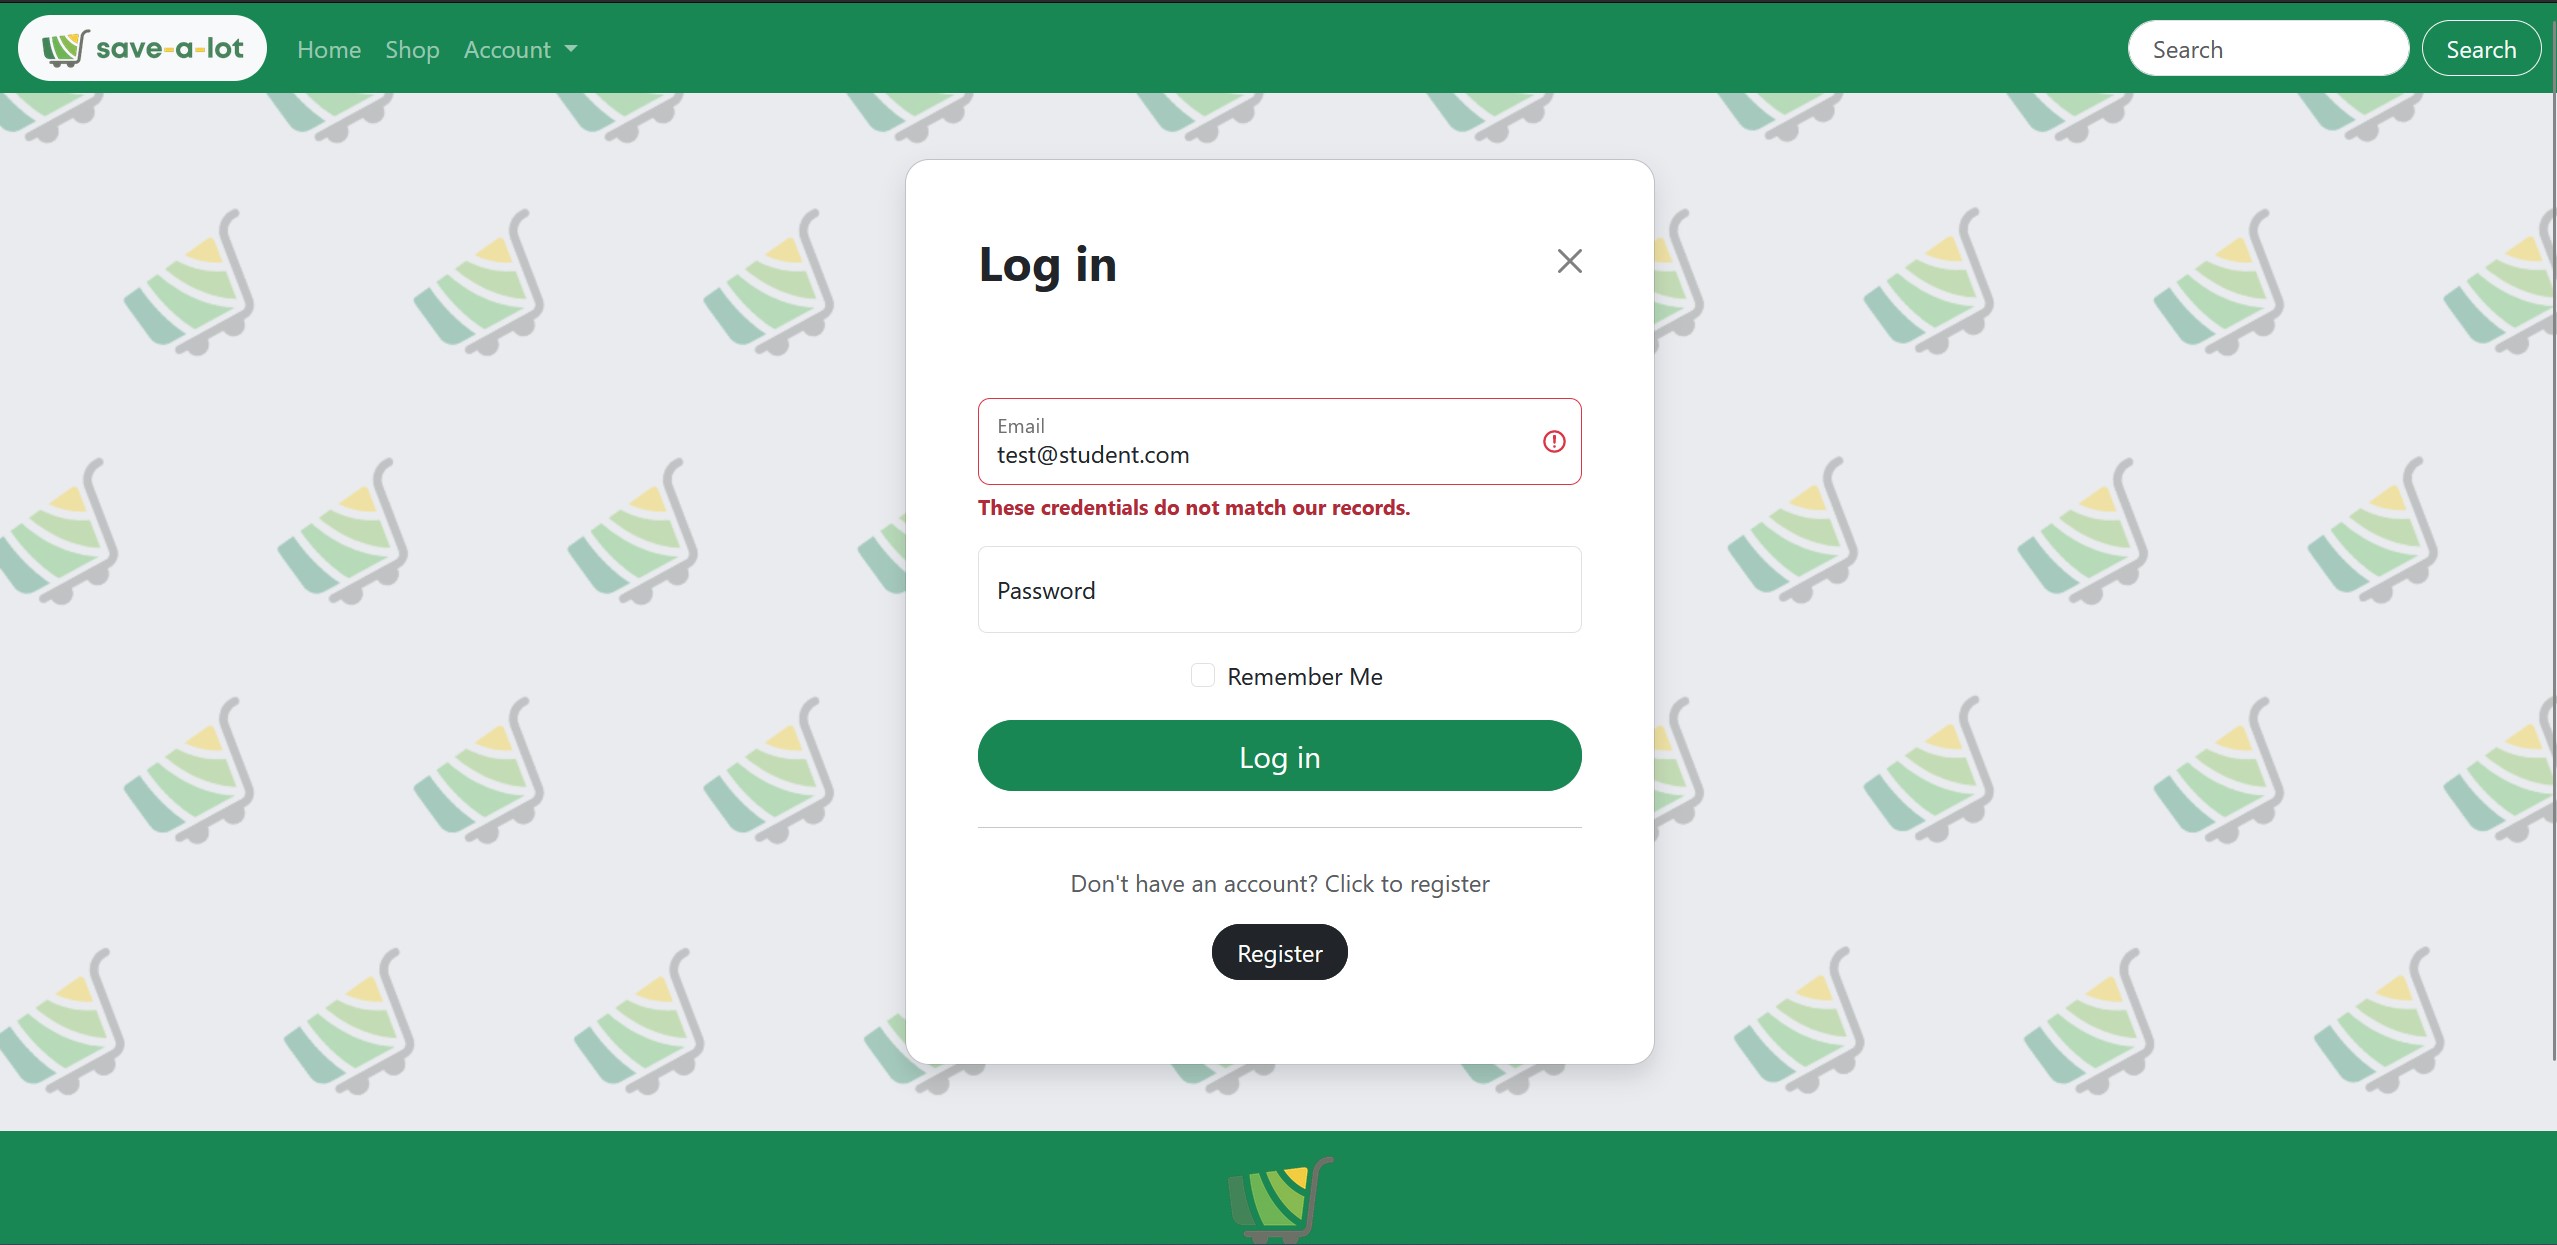 save-a-lot
Home
Shop
Account
Search
Search
Log in
Email
test@student.com
These credentials do not match our records.
Password
Remember Me
Log in
Don't have an account? Click to register
Register